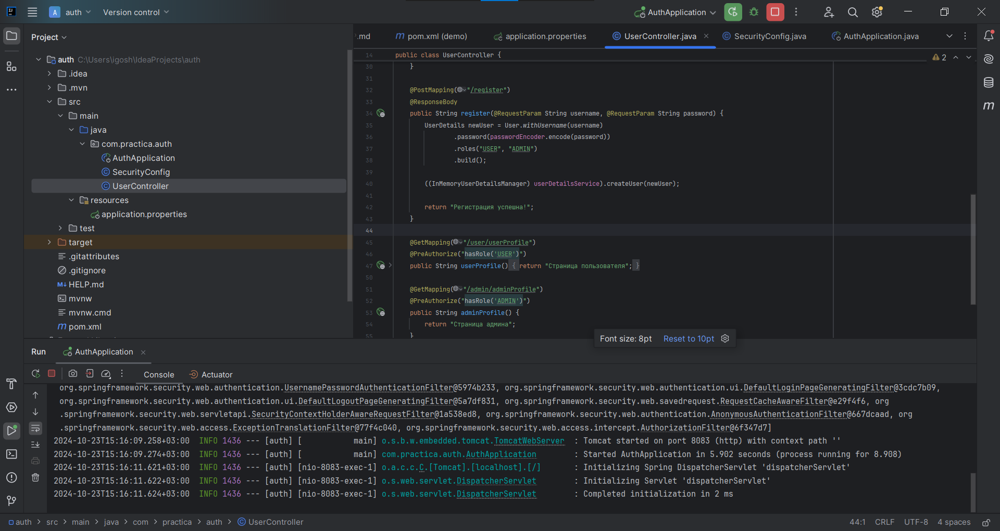 A auth Version control AuthApplication
Project
.md m pom.xml (demo) application.properties UserController.java SecurityConfig.java AuthApplication.java
auth C:\Users\igosh\IdeaProjects\auth
.idea
.mvn
src
main
java
com.practica.auth
AuthApplication
SecurityConfig
UserController
resources
application.properties
test
target
.gitattributes
.gitignore
M↓ HELP.md
mvnw
mvnw.cmd
m pom.xml
14 public class UserController {
2
30 }
31
32 @PostMapping("/register")
33 @ResponseBody
34 public String register(@RequestParam String username, @RequestParam String password) {
35 UserDetails newUser = User.withUsername(username)
36 .password(passwordEncoder.encode(password))
37 .roles("USER", "ADMIN")
38 .build();
39
40 ((InMemoryUserDetailsManager) userDetailsService).createUser(newUser);
41
42 return "Регистрация успешна!";
43 }
44
45 @GetMapping("/user/userProfile")
46 @PreAuthorize("hasRole('USER')")
47 public String userProfile() { return "Страница пользователя"; }
50
51 @GetMapping("/admin/adminProfile")
52 @PreAuthorize("hasRole('ADMIN')")
53 public String adminProfile() {
54 return "Страница админа";
55 }
Font size: 8pt Reset to 10pt
m
Run AuthApplication
Console Actuator
org.springframework.security.web.authentication.UsernamePasswordAuthenticationFilter@5974b233, org.springframework.security.web.authentication.ui.DefaultLoginPageGeneratingFilter@3cdc7b09,
org.springframework.security.web.authentication.ui.DefaultLogoutPageGeneratingFilter@5a7df831, org.springframework.security.web.savedrequest.RequestCacheAwareFilter@e29f4f6, org
.springframework.security.web.servletapi.SecurityContextHolderAwareRequestFilter@1a538ed8, org.springframework.security.web.authentication.AnonymousAuthenticationFilter@667dcaad, org
.springframework.security.web.access.ExceptionTranslationFilter@77f4c040, org.springframework.security.web.access.intercept.AuthorizationFilter@6f347d7]
2024-10-23T15:16:09.258+03:00 INFO 1436 --- [auth] [ main] o.s.b.w.embedded.tomcat.TomcatWebServer : Tomcat started on port 8083 (http) with context path ''
2024-10-23T15:16:09.274+03:00 INFO 1436 --- [auth] [ main] com.practica.auth.AuthApplication : Started AuthApplication in 5.902 seconds (process running for 8.908)
2024-10-23T15:16:11.621+03:00 INFO 1436 --- [auth] [nio-8083-exec-1] o.a.c.c.C.[Tomcat].[localhost].[/] : Initializing Spring DispatcherServlet 'dispatcherServlet'
2024-10-23T15:16:11.622+03:00 INFO 1436 --- [auth] [nio-8083-exec-1] o.s.web.servlet.DispatcherServlet : Initializing Servlet 'dispatcherServlet'
2024-10-23T15:16:11.624+03:00 INFO 1436 --- [auth] [nio-8083-exec-1] o.s.web.servlet.DispatcherServlet : Completed initialization in 2 ms
auth > src > main > java > com > practica > auth > UserController 44:1 CRLF UTF-8 4 spaces